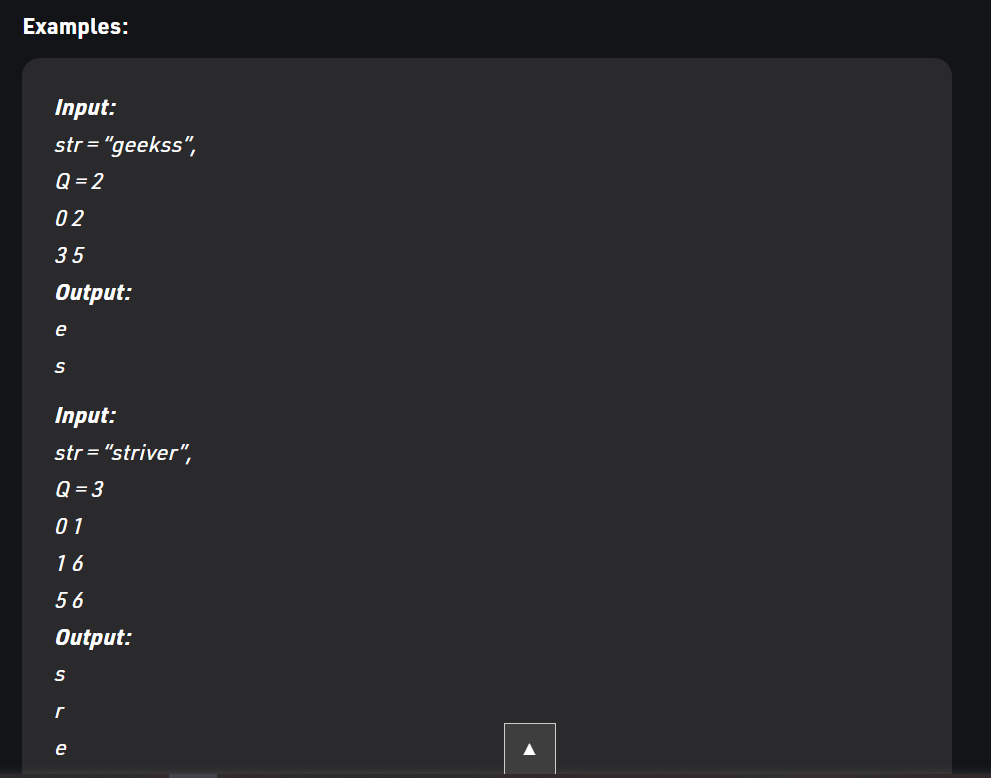 Examples:
Input:
str = “geekss”,
Q = 2
0 2
3 5
Output:
e
s
Input:
str = “striver”,
Q = 3
0 1
1 6
5 6
Output:
s
r
e